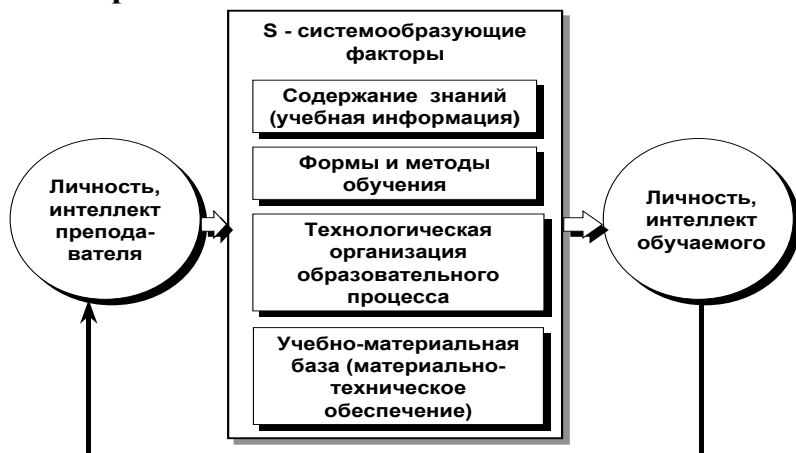 S - системообразующие
факторы
Содержание знаний
(учебная информация)
Формы и методы
обучения
Технологическая
организация
образовательного
процесса
Учебно-материальная
база (материально-
техническое
обеспечение)
Личность,
интеллект
препода-
вателя
Личность,
интеллект
обучаемого